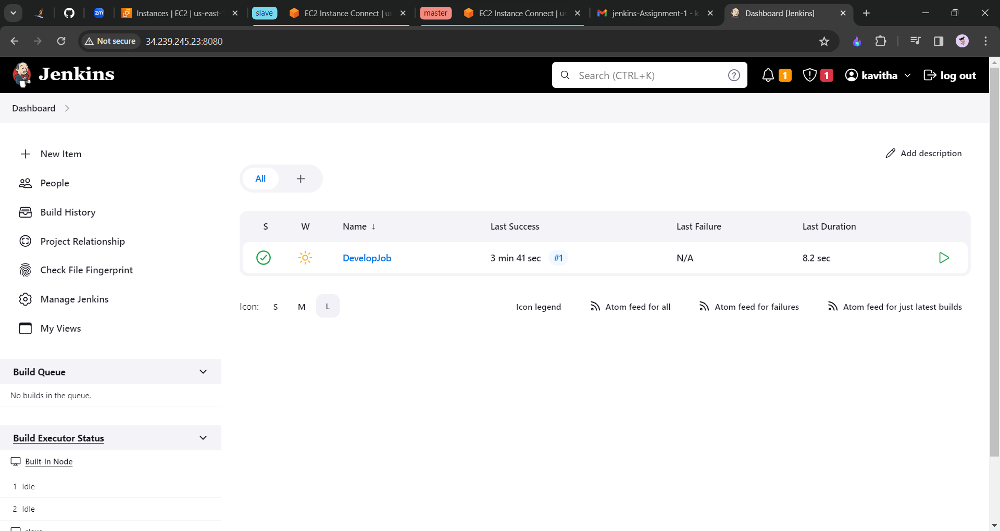 zm
Instances | EC2 | us-east-
slave
EC2 Instance Connect | us
master
EC2 Instance Connect | us
jenkins-Assignment-1 - k
Dashboard [Jenkins]
Not secure
34.239.245.23:8080
Jenkins
Search (CTRL+K)
?
1
1
kavitha
log out
Dashboard
New Item
People
Build History
Project Relationship
Check File Fingerprint
Manage Jenkins
My Views
Build Queue
No builds in the queue.
Build Executor Status
Built-In Node
1 Idle
2 Idle
Add description
All
S W Name ↓ Last Success Last Failure Last Duration
DevelopJob 3 min 41 sec #1 N/A 8.2 sec
Icon: S M L
Icon legend
Atom feed for all
Atom feed for failures
Atom feed for just latest builds